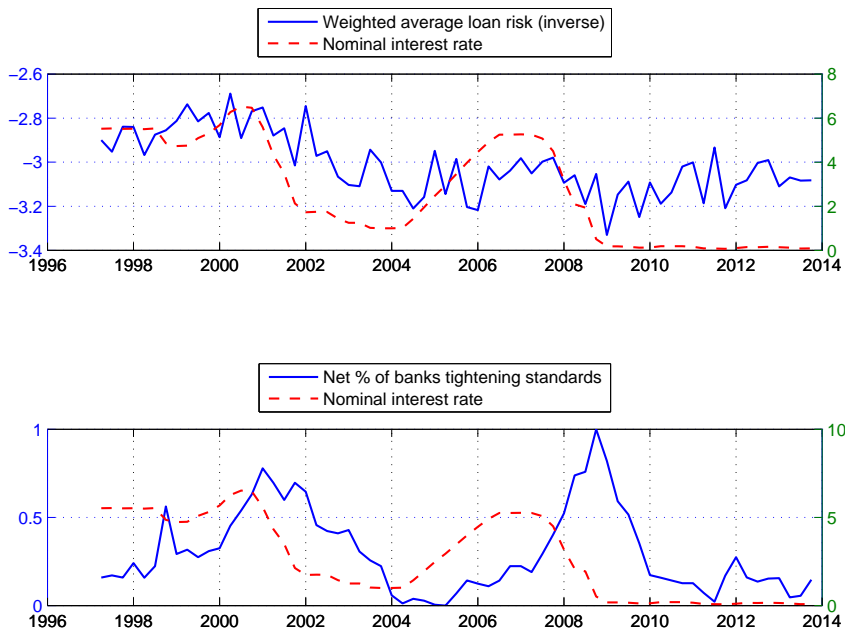 Weighted average loan risk (inverse)
Nominal interest rate
−2.6
−2.8
−3
−3.2
−3.4
8
6
4
2
0
1996 1998 2000 2002 2004 2006 2008 2010 2012 2014
Net % of banks tightening standards
Nominal interest rate
1
0.5
0
10
5
0
1996 1998 2000 2002 2004 2006 2008 2010 2012 2014